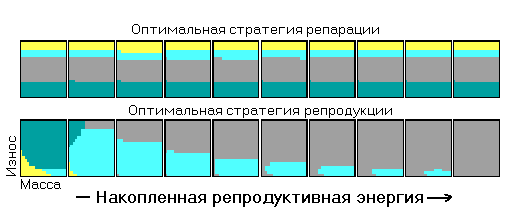 Оптимальная стратегия репарации
Оптимальная стратегия репродукции
Износ
Масса
Накопленная репродуктивная энергия